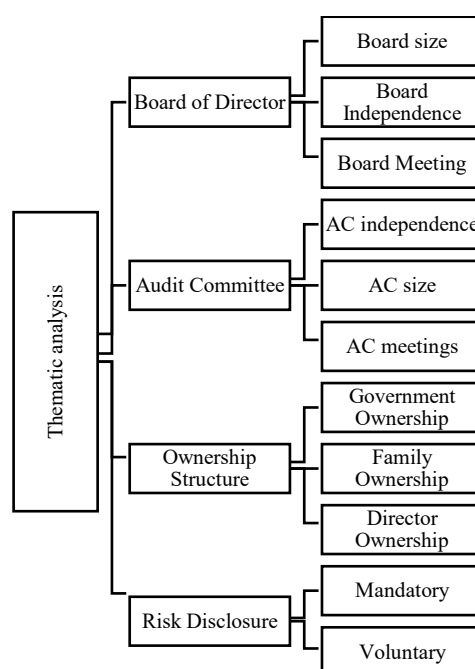 Thematic analysis
Board of Director
Board size
Board
Independence
Board Meeting
Audit Committee
AC independence
AC size
AC meetings
Ownership
Structure
Government
Ownership
Family
Ownership
Director
Ownership
Risk Disclosure
Mandatory
Voluntary